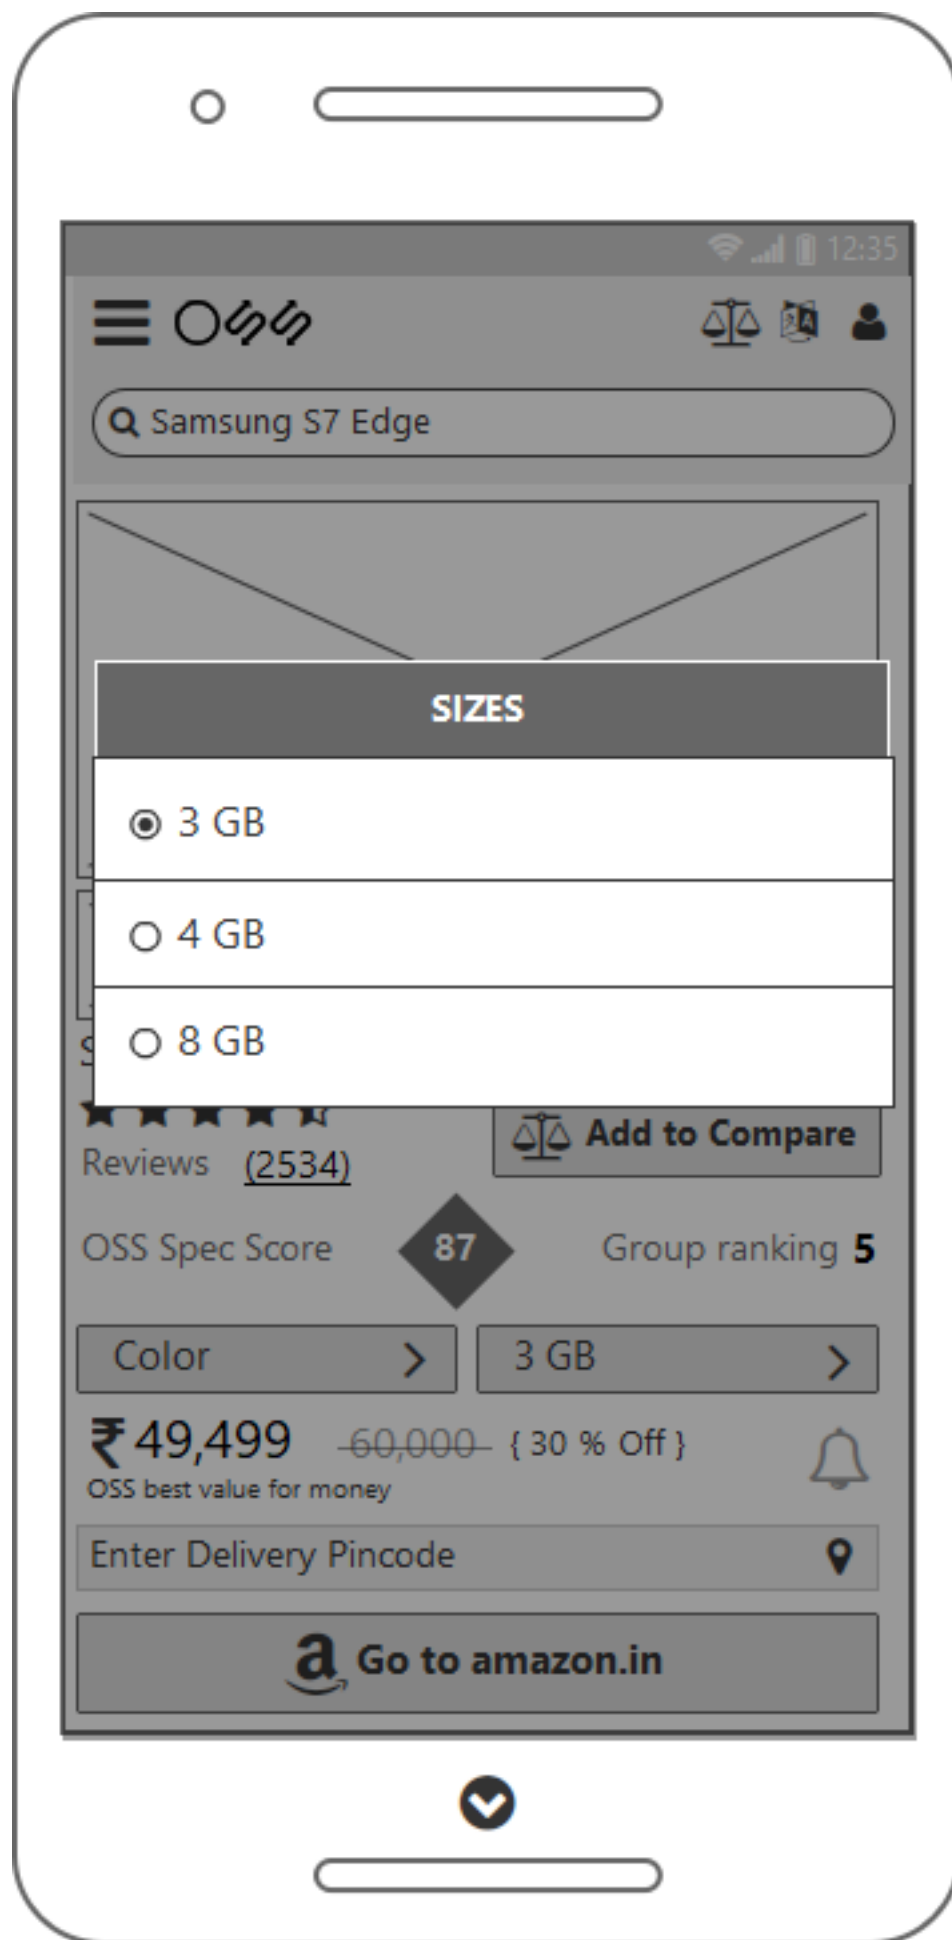 12:35
OSS
Samsung S7 Edge
SIZES
3 GB
4 GB
8 GB
Add to Compare
Reviews (2534)
OSS Spec Score 87 Group ranking 5
Color 3 GB
₹ 49,499 60,000 { 30 % Off }
OSS best value for money
Enter Delivery Pincode
a Go to amazon.in